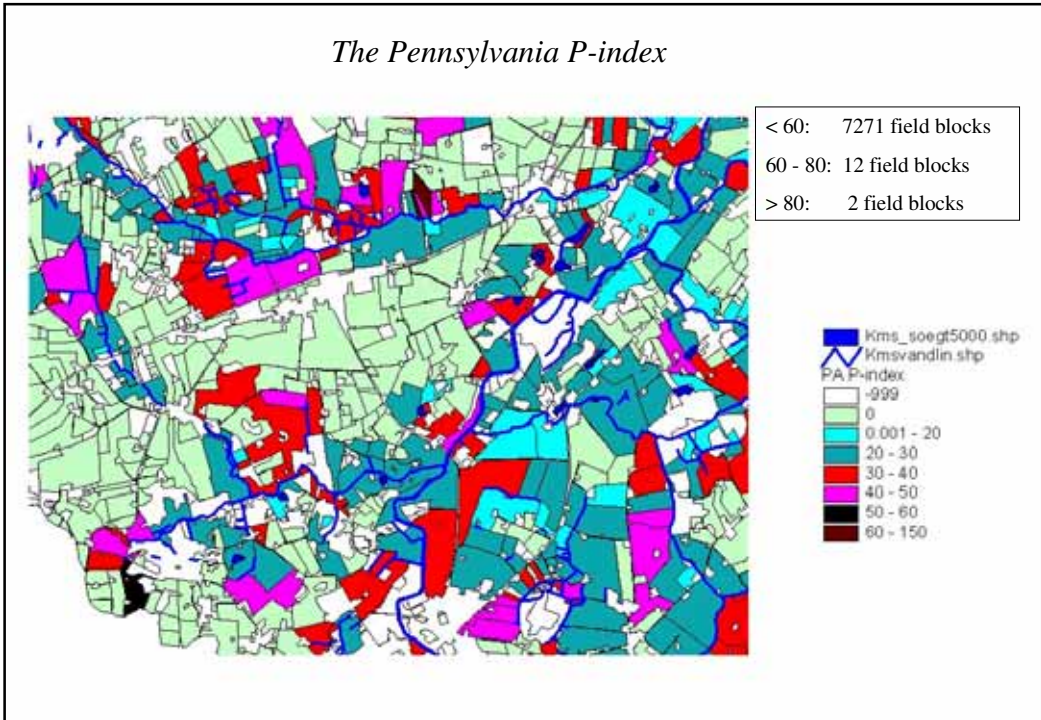 The Pennsylvania P-index
< 60: 7271 field blocks
60 - 80: 12 field blocks
> 80: 2 field blocks
Kms_soegt5000.shp
Kmsvandlin.shp
PA P-index
-999
0
0.001 - 20
20 - 30
30 - 40
40 - 50
50 - 60
60 - 150